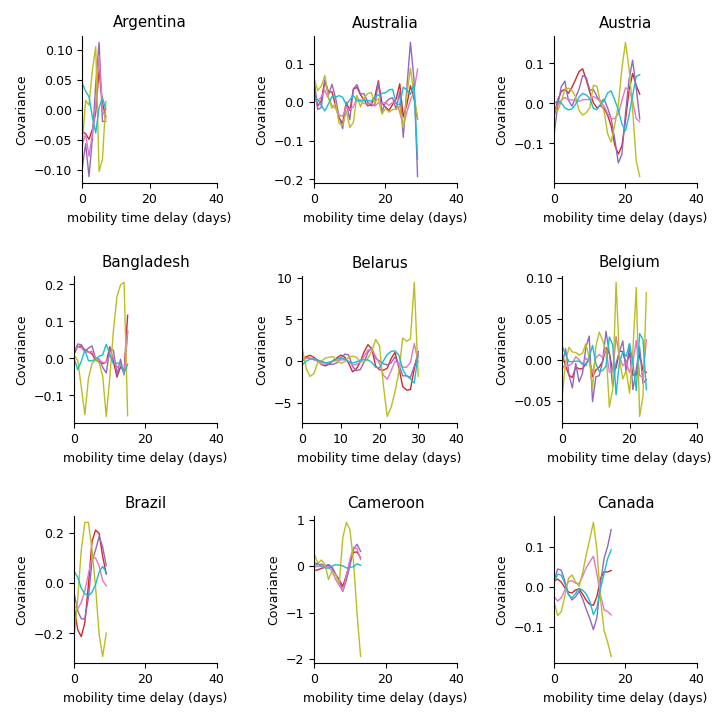 Argentina
Australia
Austria
0.10
0.05
0.00
−0.05
−0.10
Covariance
0.1
0.0
−0.1
−0.2
Covariance
0.1
0.0
−0.1
Covariance
0 20 40
0 20 40
0 20 40
mobility time delay (days)
mobility time delay (days)
mobility time delay (days)
Bangladesh
Belarus
Belgium
0.2
0.1
0.0
−0.1
Covariance
10
5
0
−5
Covariance
0.10
0.05
0.00
−0.05
Covariance
0 20 40
0 10 20 30 40
0 20 40
mobility time delay (days)
mobility time delay (days)
mobility time delay (days)
Brazil
Cameroon
Canada
0.2
0.0
−0.2
Covariance
1
0
−1
−2
Covariance
0.1
0.0
−0.1
Covariance
0 20 40
0 20 40
0 20 40
mobility time delay (days)
mobility time delay (days)
mobility time delay (days)